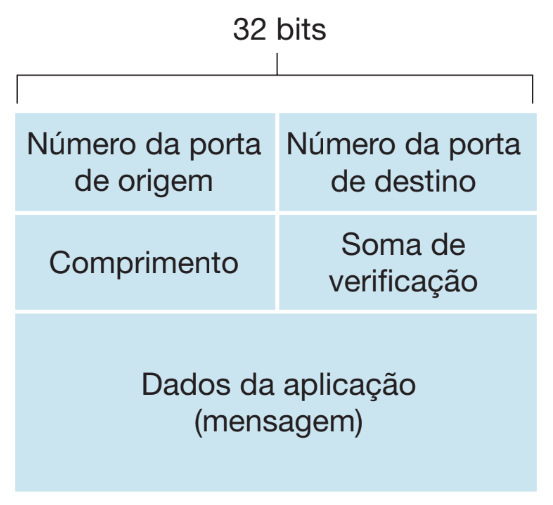 32 bits
Número da porta
de origem
Número da porta
de destino
Comprimento
Soma de
verificação
Dados da aplicação
(mensagem)